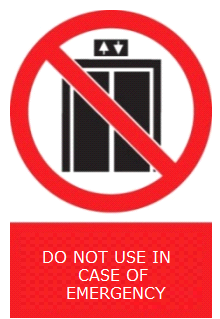 DO NOT USE IN
CASE OF
EMERGENCY